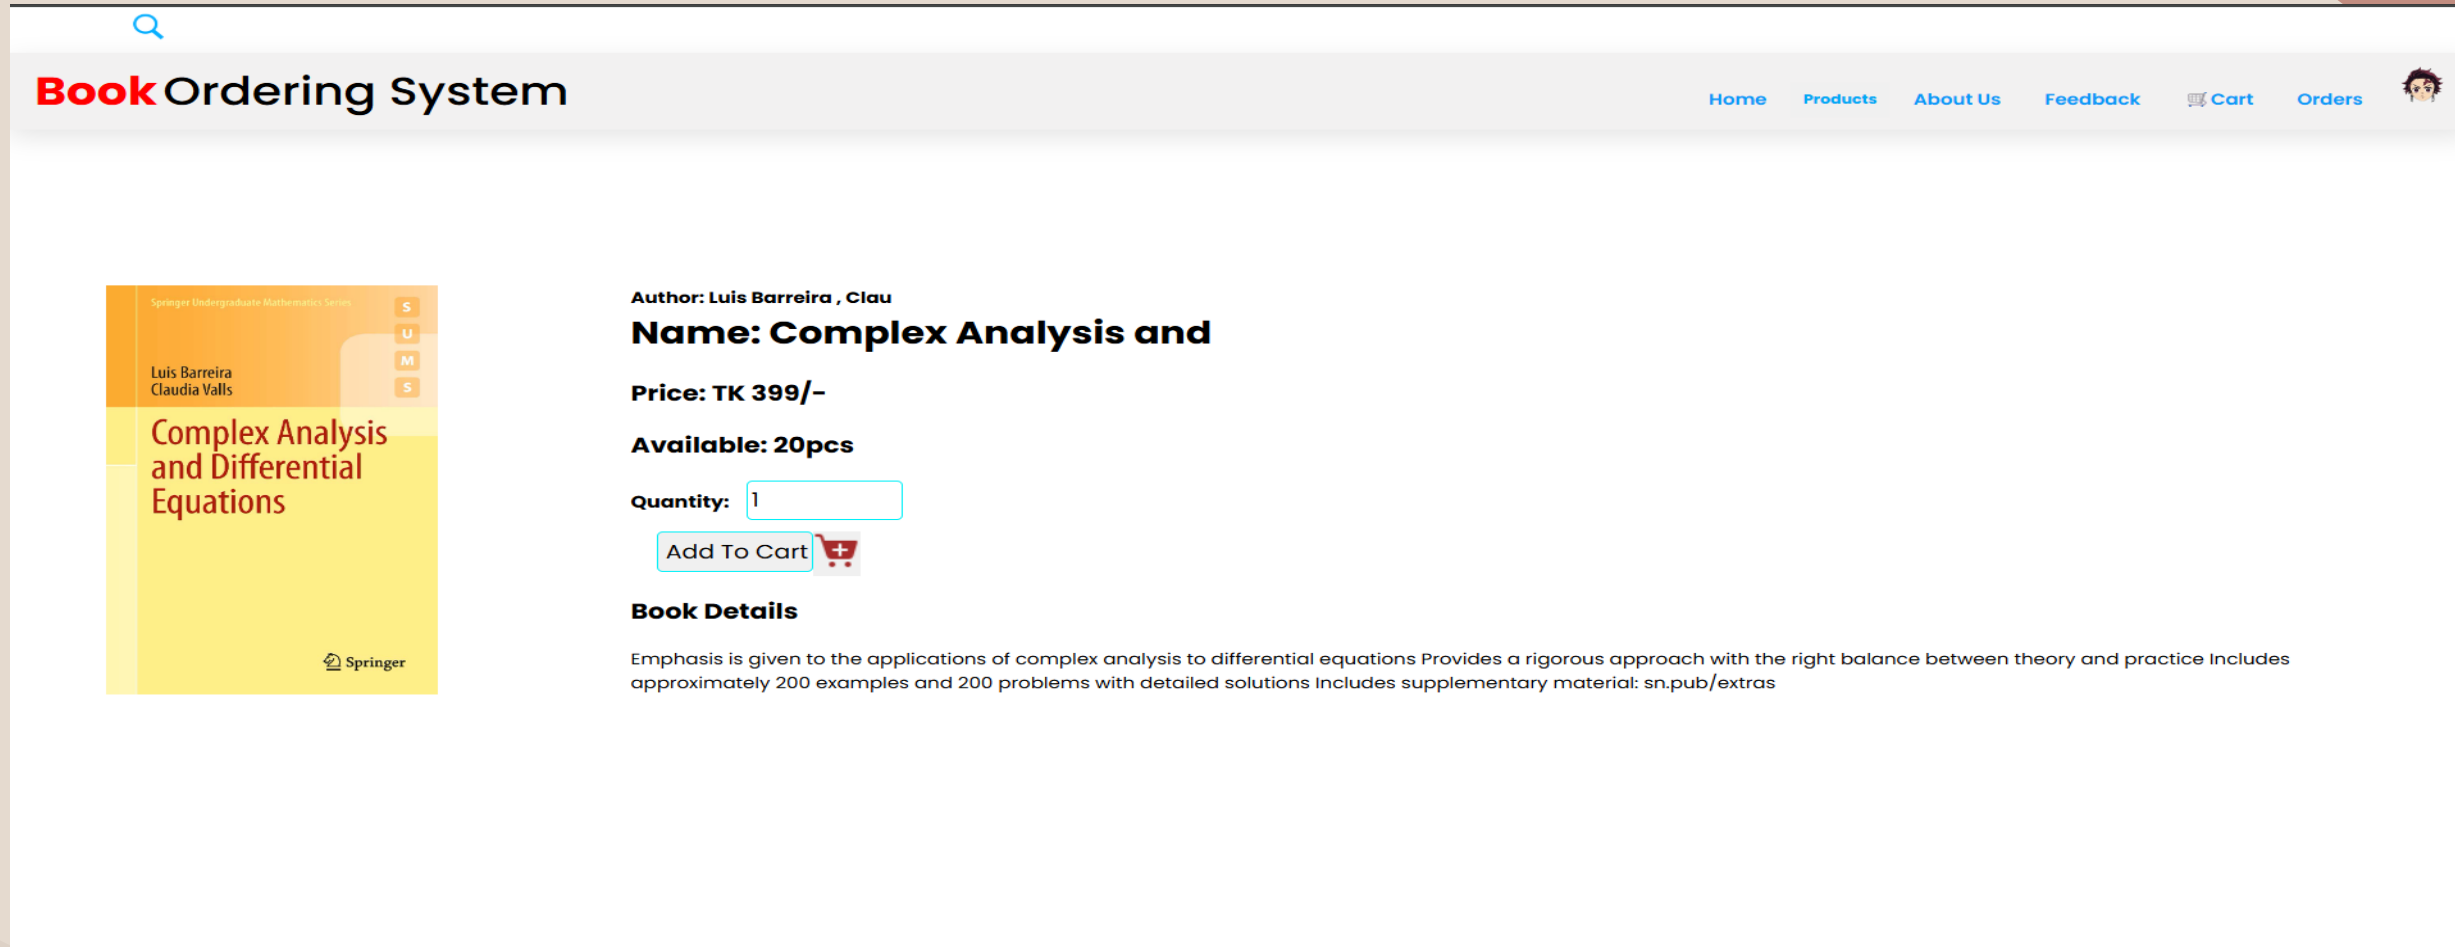 Book Ordering System
Home Products About Us Feedback Cart Orders
Springer Undergraduate Mathematics Series
S
U
M
S
Luis Barreira
Claudia Valls
Complex Analysis
and Differential
Equations
Springer
Author: Luis Barreira , Clau
Name: Complex Analysis and
Price: TK 399/-
Available: 20pcs
Quantity: 1
Add To Cart
Book Details
Emphasis is given to the applications of complex analysis to differential equations Provides a rigorous approach with the right balance between theory and practice Includes
approximately 200 examples and 200 problems with detailed solutions Includes supplementary material: sn.pub/extras